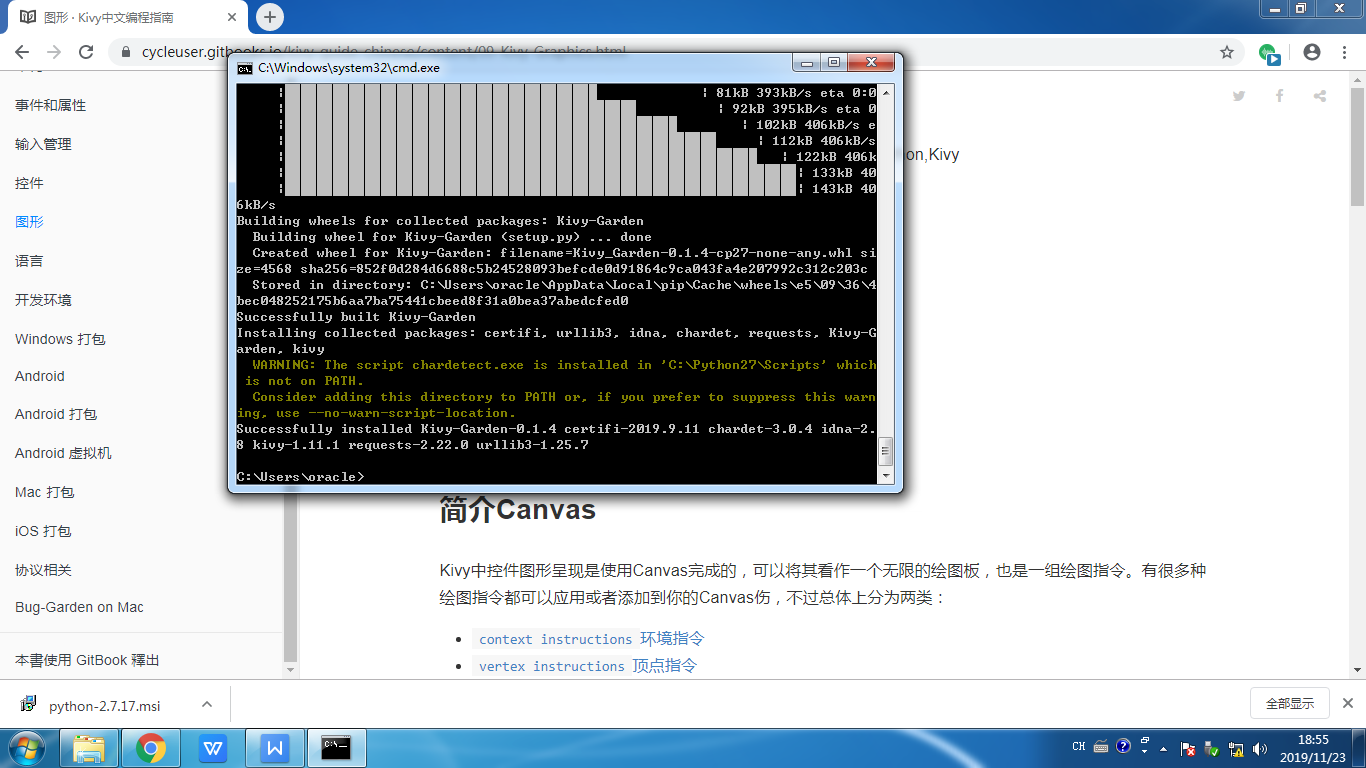 图形 · Kivy中文编程指南
cycleuser.gitbooks.io/kivy-guide-chinese/content/09-Kivy-Graphics.html
事件和属性
输入管理
控件
图形
语言
开发环境
Windows 打包
Android
Android 打包
Android 虚拟机
Mac 打包
iOS 打包
协议相关
Bug-Garden on Mac
本書使用 GitBook 釋出
C:\Windows\system32\cmd.exe
| 81kB 393kB/s eta 0:0
| 92kB 395kB/s eta 0
| 102kB 406kB/s e
| 112kB 406kB/s
| 122kB 406k
| 133kB 40
| 143kB 40
6kB/s
Building wheels for collected packages: Kivy-Garden
Building wheel for Kivy-Garden (setup.py) ... done
Created wheel for Kivy-Garden: filename=Kivy_Garden-0.1.4-cp27-none-any.whl si
ze=4568 sha256=852f0d284d6688c5b24528093befcde0d91864c9ca043fa4e207992c312c203c
Stored in directory: C:\Users\oracle\AppData\Local\pip\Cache\wheels\e5\09\36\4
bec048252175b6aa7ba75441cbeed8f31a0bea37abedcfed0
Successfully built Kivy-Garden
Installing collected packages: certifi, urllib3, idna, chardet, requests, Kivy-G
arden, kivy
WARNING: The script chardetect.exe is installed in 'C:\Python27\Scripts' which
is not on PATH.
Consider adding this directory to PATH or, if you prefer to suppress this warn
ing, use --no-warn-script-location.
Successfully installed Kivy-Garden-0.1.4 certifi-2019.9.11 chardet-3.0.4 idna-2.
8 kivy-1.11.1 requests-2.22.0 urllib3-1.25.7
C:\Users\oracle>
on,Kivy
简介Canvas
Kivy中控件图形呈现是使用Canvas完成的，可以将其看作一个无限的绘图板，也是一组绘图指令。有很多种
绘图指令都可以应用或者添加到你的Canvas伤，不过总体上分为两类：
context instructions 环境指令
vertex instructions 顶点指令
python-2.7.17.msi
全部显示
CH
18:55
2019/11/23